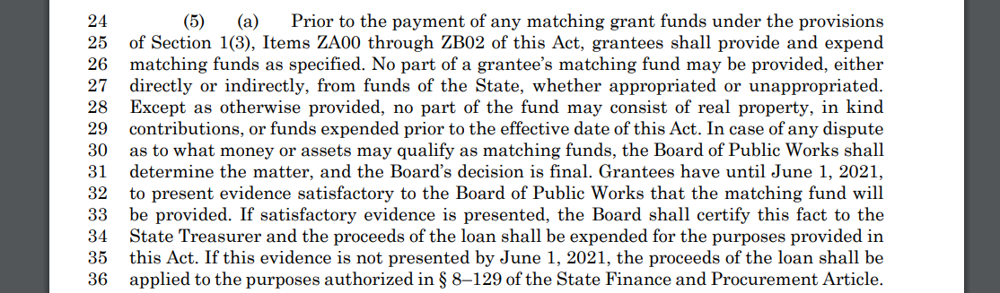 24 (5) (a) Prior to the payment of any matching grant funds under the provisions
25 of Section 1(3), Items ZA00 through ZB02 of this Act, grantees shall provide and expend
26 matching funds as specified. No part of a grantee’s matching fund may be provided, either
27 directly or indirectly, from funds of the State, whether appropriated or unappropriated.
28 Except as otherwise provided, no part of the fund may consist of real property, in kind
29 contributions, or funds expended prior to the effective date of this Act. In case of any dispute
30 as to what money or assets may qualify as matching funds, the Board of Public Works shall
31 determine the matter, and the Board’s decision is final. Grantees have until June 1, 2021,
32 to present evidence satisfactory to the Board of Public Works that the matching fund will
33 be provided. If satisfactory evidence is presented, the Board shall certify this fact to the
34 State Treasurer and the proceeds of the loan shall be expended for the purposes provided in
35 this Act. If this evidence is not presented by June 1, 2021, the proceeds of the loan shall be
36 applied to the purposes authorized in § 8–129 of the State Finance and Procurement Article.